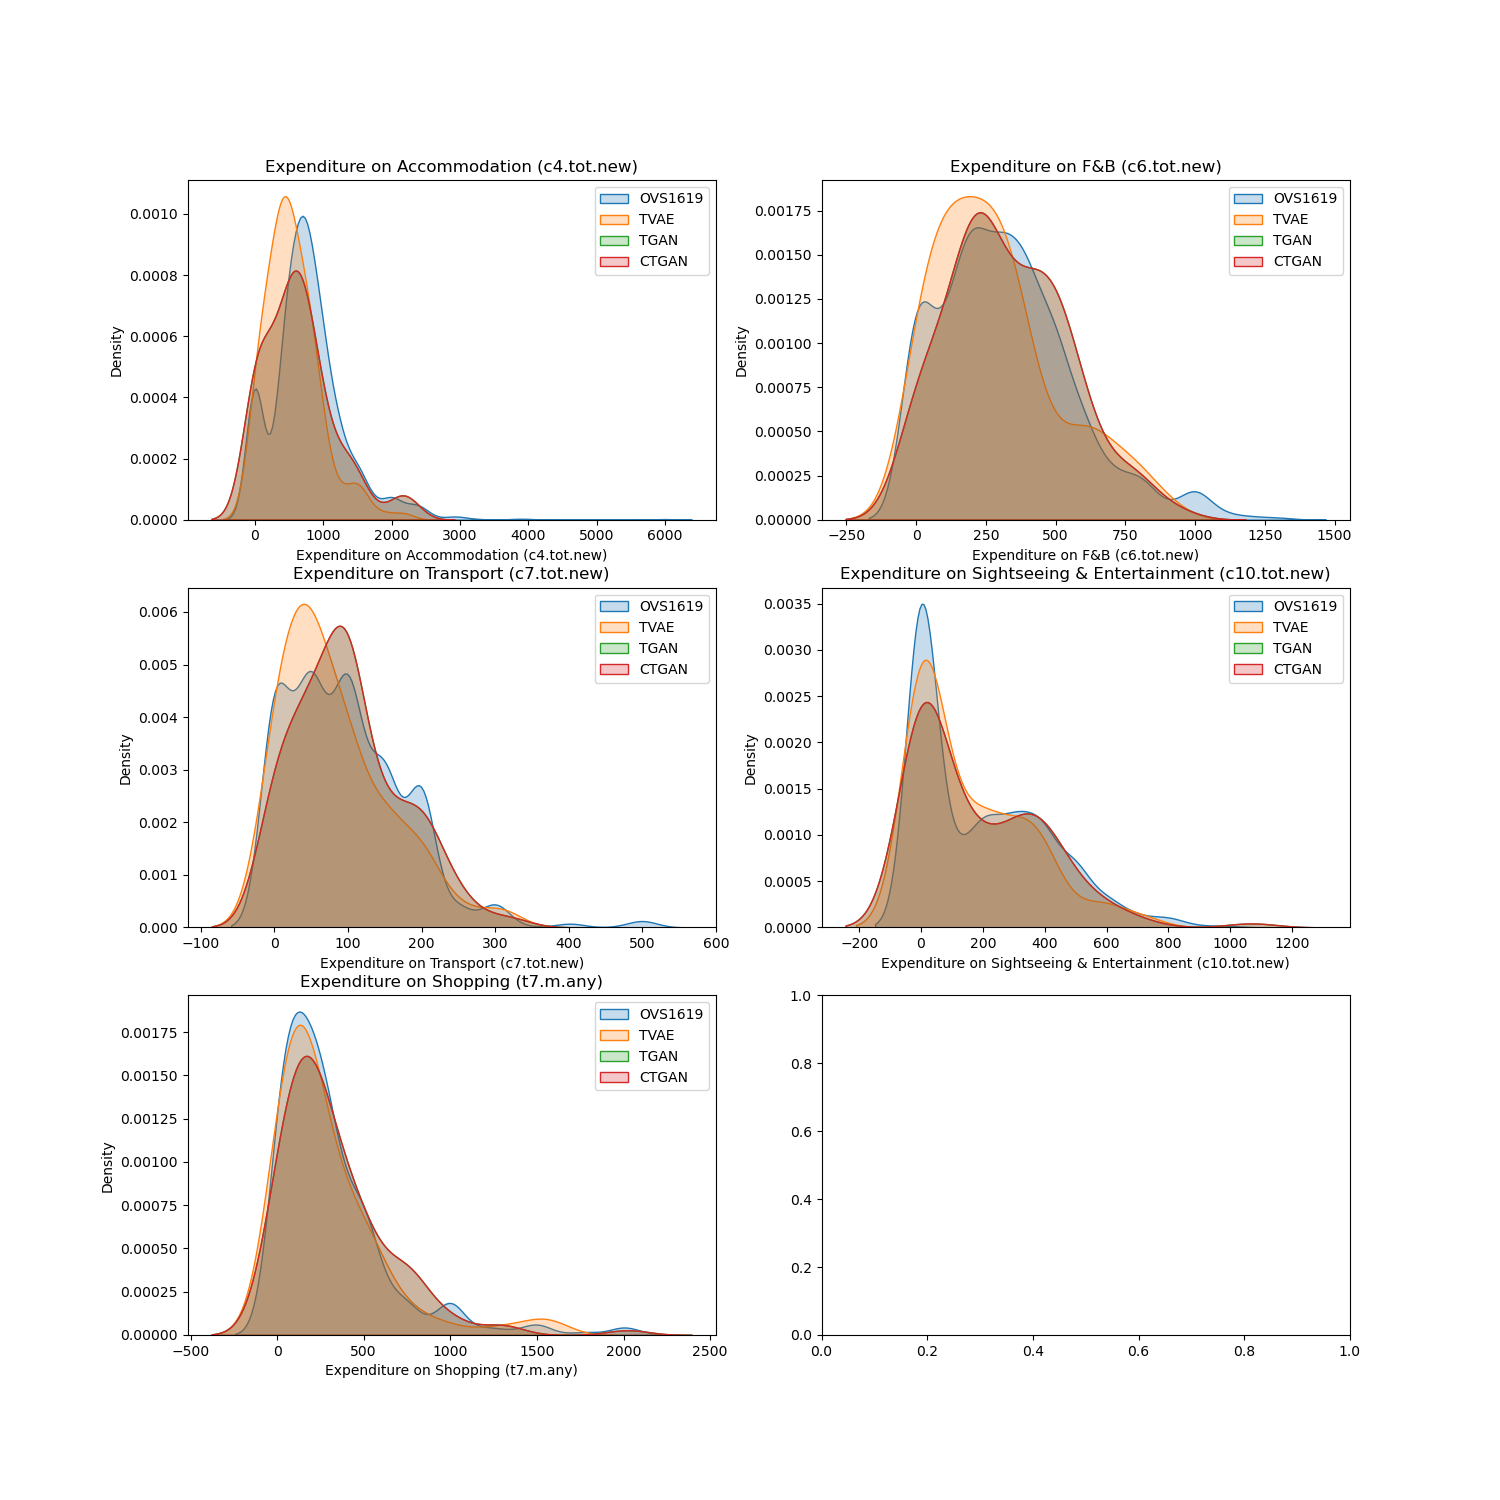 Expenditure on Accommodation (c4.tot.new)
OVS1619
TVAE
TGAN
CTGAN
0.0010
0.0008
0.0006
0.0004
0.0002
0.0000
Density
0 1000 2000 3000 4000 5000 6000
Expenditure on Accommodation (c4.tot.new)
Expenditure on F&B (c6.tot.new)
OVS1619
TVAE
TGAN
CTGAN
0.00175
0.00150
0.00125
0.00100
0.00075
0.00050
0.00025
0.00000
Density
−250 0 250 500 750 1000 1250 1500
Expenditure on F&B (c6.tot.new)
Expenditure on Transport (c7.tot.new)
OVS1619
TVAE
TGAN
CTGAN
0.006
0.005
0.004
0.003
0.002
0.001
0.000
Density
−100 0 100 200 300 400 500 600
Expenditure on Transport (c7.tot.new)
Expenditure on Sightseeing & Entertainment (c10.tot.new)
OVS1619
TVAE
TGAN
CTGAN
0.0035
0.0030
0.0025
0.0020
0.0015
0.0010
0.0005
0.0000
Density
−200 0 200 400 600 800 1000 1200
Expenditure on Sightseeing & Entertainment (c10.tot.new)
Expenditure on Shopping (t7.m.any)
OVS1619
TVAE
TGAN
CTGAN
0.00175
0.00150
0.00125
0.00100
0.00075
0.00050
0.00025
0.00000
Density
−500 0 500 1000 1500 2000 2500
Expenditure on Shopping (t7.m.any)
1.0
0.8
0.6
0.4
0.2
0.0
0.0 0.2 0.4 0.6 0.8 1.0